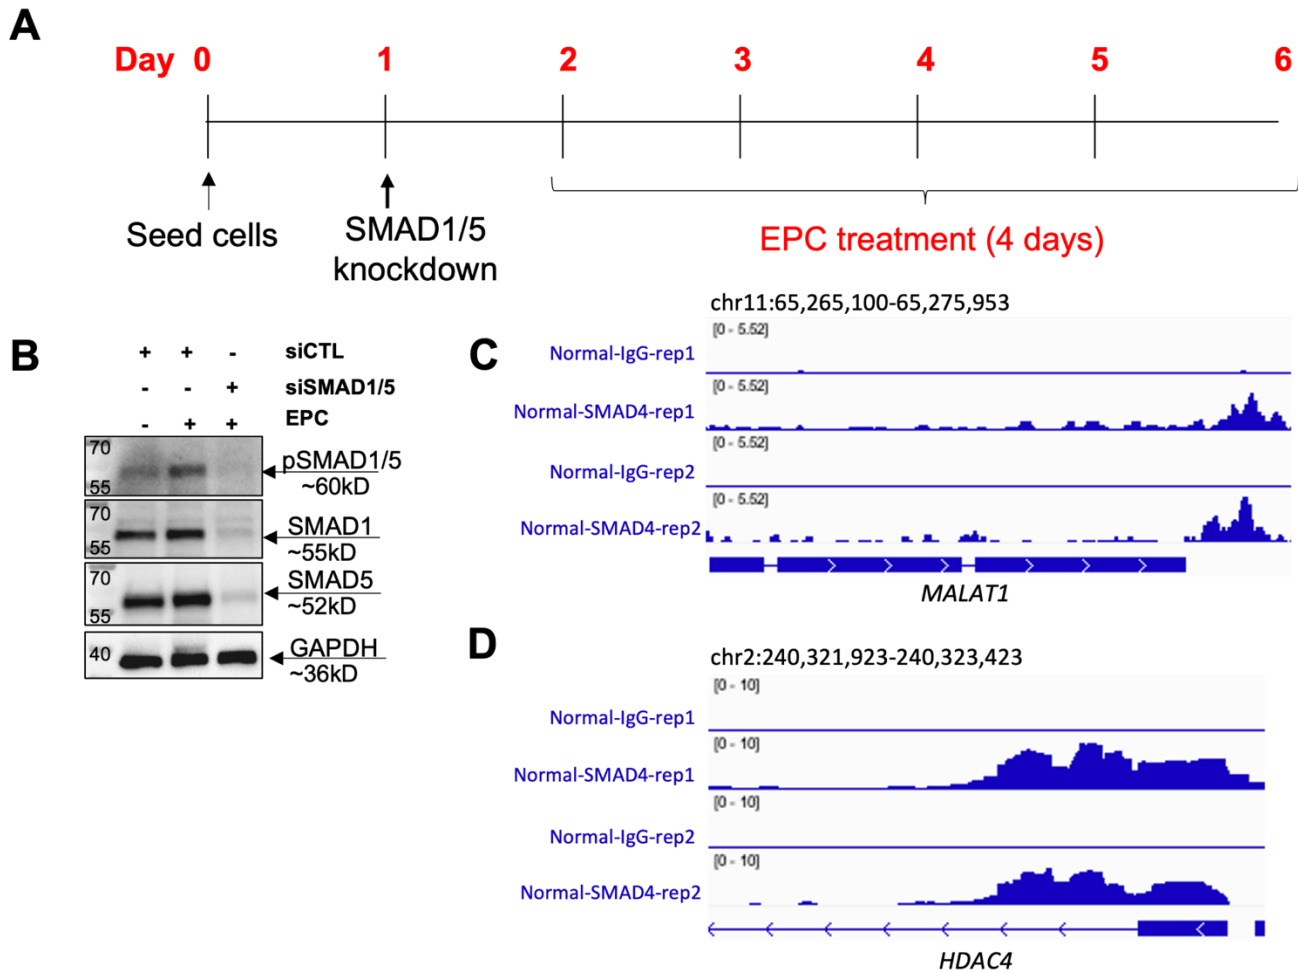 A
Day 0 1 2 3 4 5 6
Seed cells
SMAD1/5
knockdown
EPC treatment (4 days)
B
+ + - siCTL
- - + siSMAD1/5
- + + EPC
70
55
pSMAD1/5
~60kD
70
55
SMAD1
~55kD
70
55
SMAD5
~52kD
40
GAPDH
~36kD
C
chr11:65,265,100-65,275,953
[0 - 5.52]
Normal-IgG-rep1
[0 - 5.52]
Normal-SMAD4-rep1
[0 - 5.52]
Normal-IgG-rep2
[0 - 5.52]
Normal-SMAD4-rep2
MALAT1
D
chr2:240,321,923-240,323,423
[0 - 10]
Normal-IgG-rep1
[0 - 10]
Normal-SMAD4-rep1
[0 - 10]
Normal-IgG-rep2
[0 - 10]
Normal-SMAD4-rep2
HDAC4